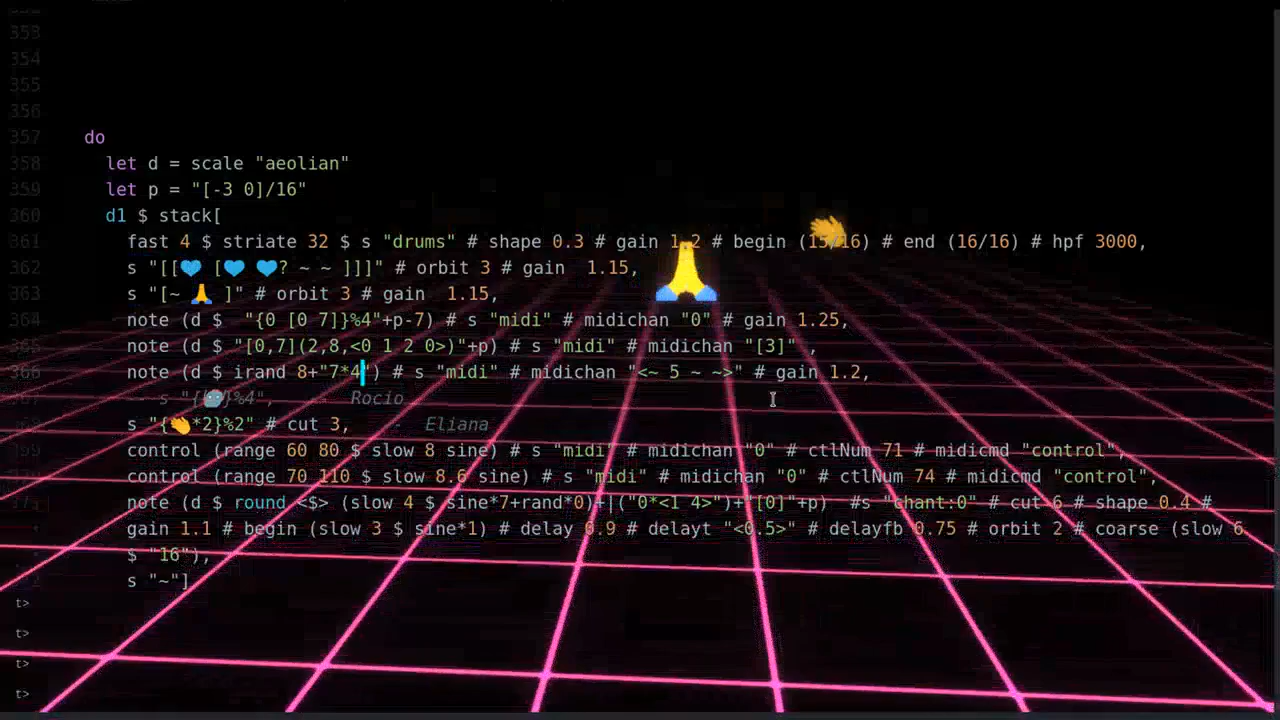 353
354
355
356
357 do
358 let d = scale "aeolian"
359 let p = "[-3 0]/16"
360 d1 $ stack[
361 fast 4 $ striate 32 $ s "drums" # shape 0.3 # gain 1.2 # begin (15/16) # end (16/16) # hpf 3000,
362 s "[[💙 [💙 💙? ~ ~ ]]]" # orbit 3 # gain  1.15,
363 s "[~ 🙏 ]" # orbit 3 # gain  1.15,
364 note (d $  "{0 [0 7]}%4"+p-7) # s "midi" # midichan "0" # gain 1.25,
365 note (d $ "[0,7](2,8,<0 1 2 0>)"+p) # s "midi" # midichan "[3]" ,
366 note (d $ irand 8+"7*4") # s "midi" # midichan "<~ 5 ~ ~>" # gain 1.2,
-- s "{💀}%4", -- Rocio
s "{👏*2}%2" # cut 3, -- Eliana
control (range 60 80 $ slow 8 sine) # s "midi" # midichan "0" # ctlNum 71 # midicmd "control",
control (range 70 110 $ slow 8.6 sine) # s "midi" # midichan "0" # ctlNum 74 # midicmd "control",
note (d $ round <$> (slow 4 $ sine*7+rand*0)+|("0*<1 4>")+"[0]"+p)  #s "chant:0" # cut 6 # shape 0.4 #
gain 1.1 # begin (slow 3 $ sine*1) # delay 0.9 # delayt "<0.5>" # delayfb 0.75 # orbit 2 # coarse (slow 6
$ "16"),
s "~"]
t>
t>
t>
t>